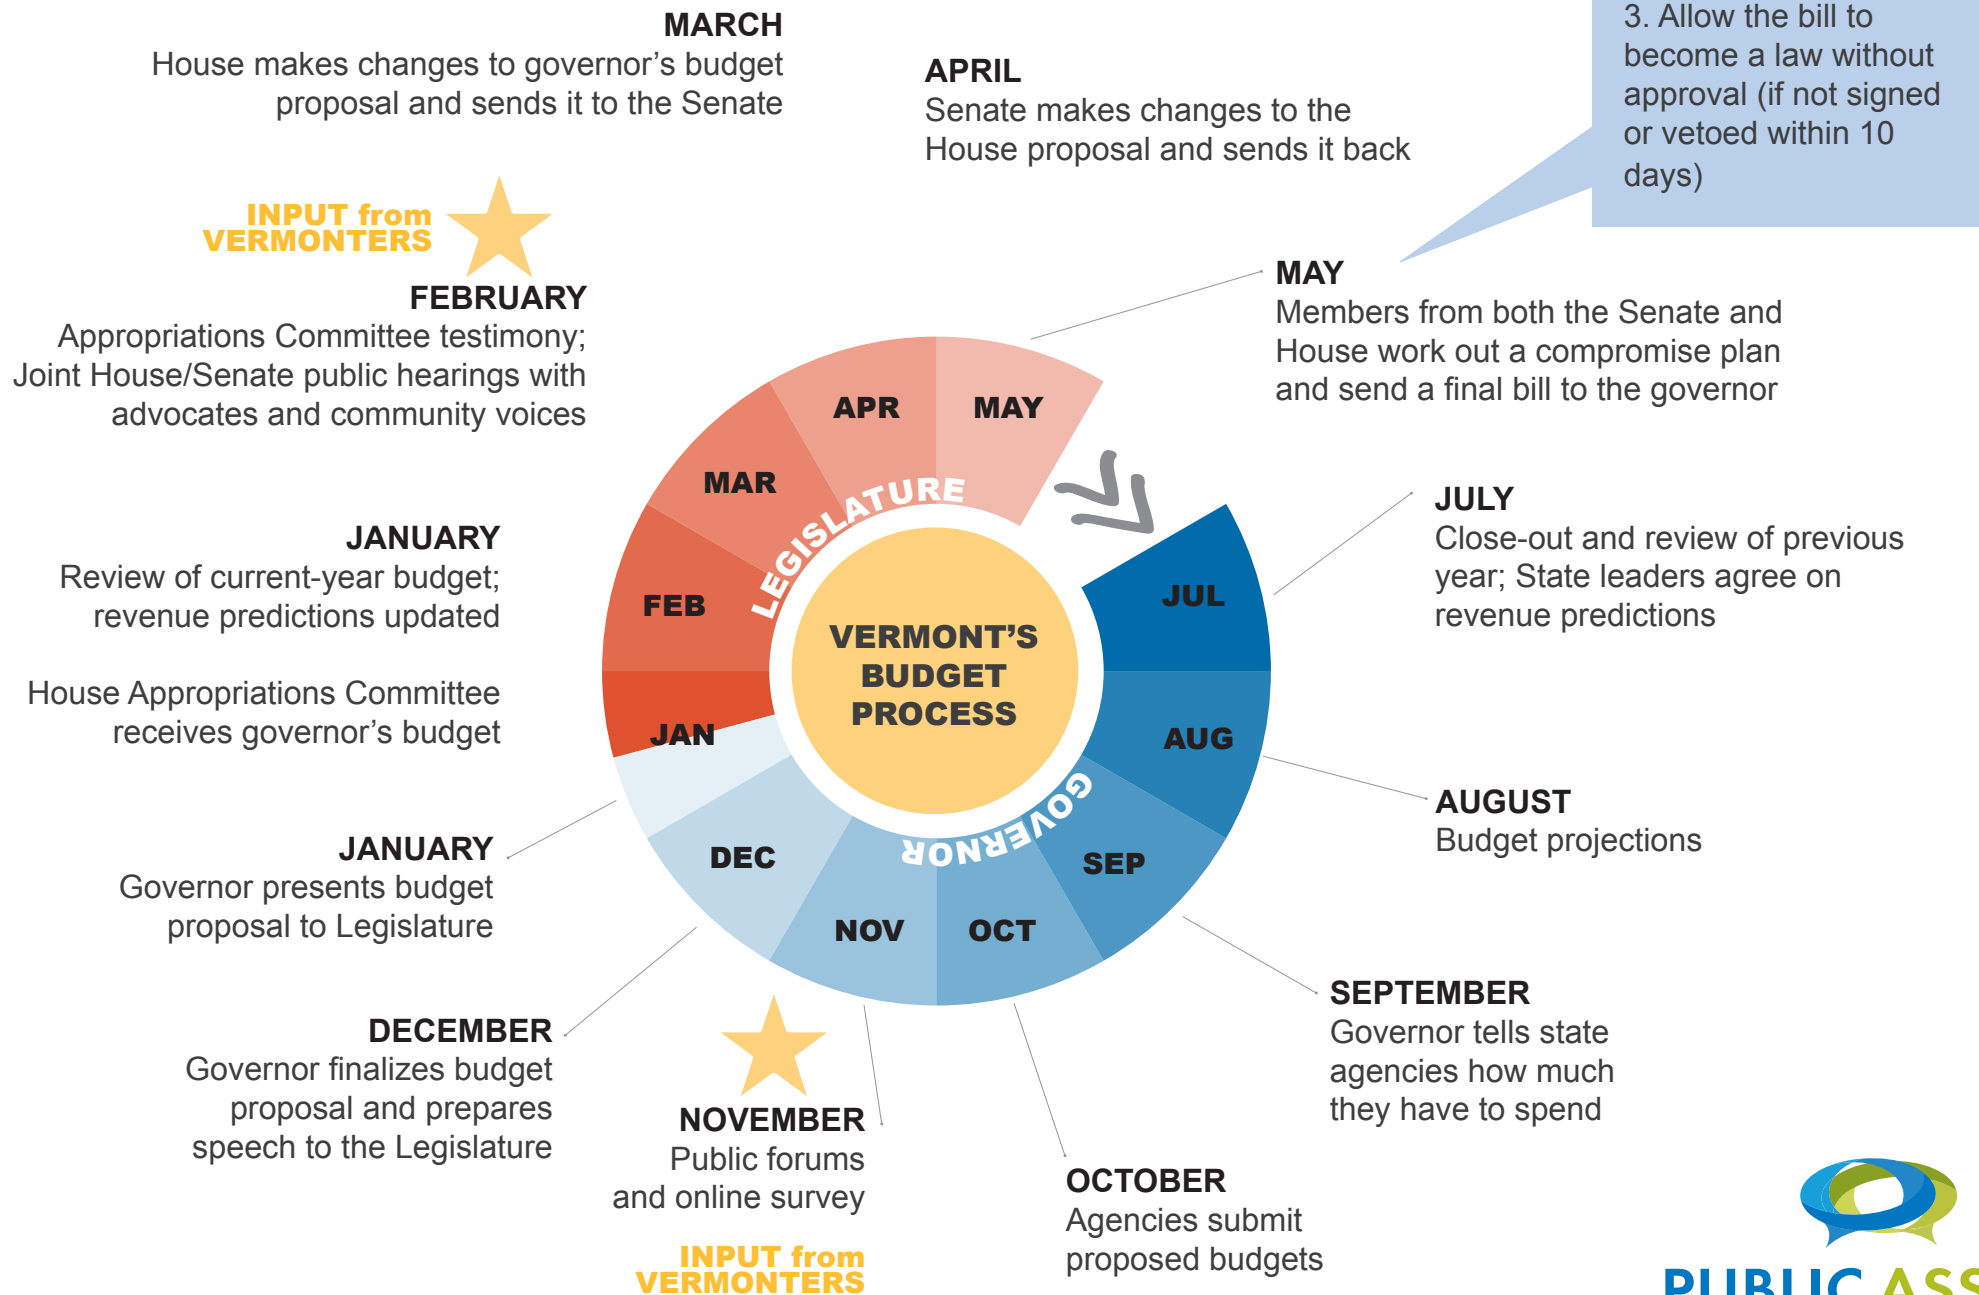 MARCH
House makes changes to governor’s budget
proposal and sends it to the Senate
APRIL
Senate makes changes to the
House proposal and sends it back
3. Allow the bill to
become a law without
approval (if not signed
or vetoed within 10
days)
INPUT from
VERMONTERS
FEBRUARY
Appropriations Committee testimony;
Joint House/Senate public hearings with
advocates and community voices
MAY
Members from both the Senate and
House work out a compromise plan
and send a final bill to the governor
JANUARY
Review of current-year budget;
revenue predictions updated
House Appropriations Committee
receives governor’s budget
JULY
Close-out and review of previous
year; State leaders agree on
revenue predictions
APR
MAY
MAR
FEB
JAN
JUL
AUG
SEP
OCT
NOV
DEC
LEGISLATURE
GOVERNOR
VERMONT’S
BUDGET
PROCESS
AUGUST
Budget projections
JANUARY
Governor presents budget
proposal to Legislature
DECEMBER
Governor finalizes budget
proposal and prepares
speech to the Legislature
NOVEMBER
Public forums
and online survey
INPUT from
VERMONTERS
OCTOBER
Agencies submit
proposed budgets
SEPTEMBER
Governor tells state
agencies how much
they have to spend
PUBLIC ASS